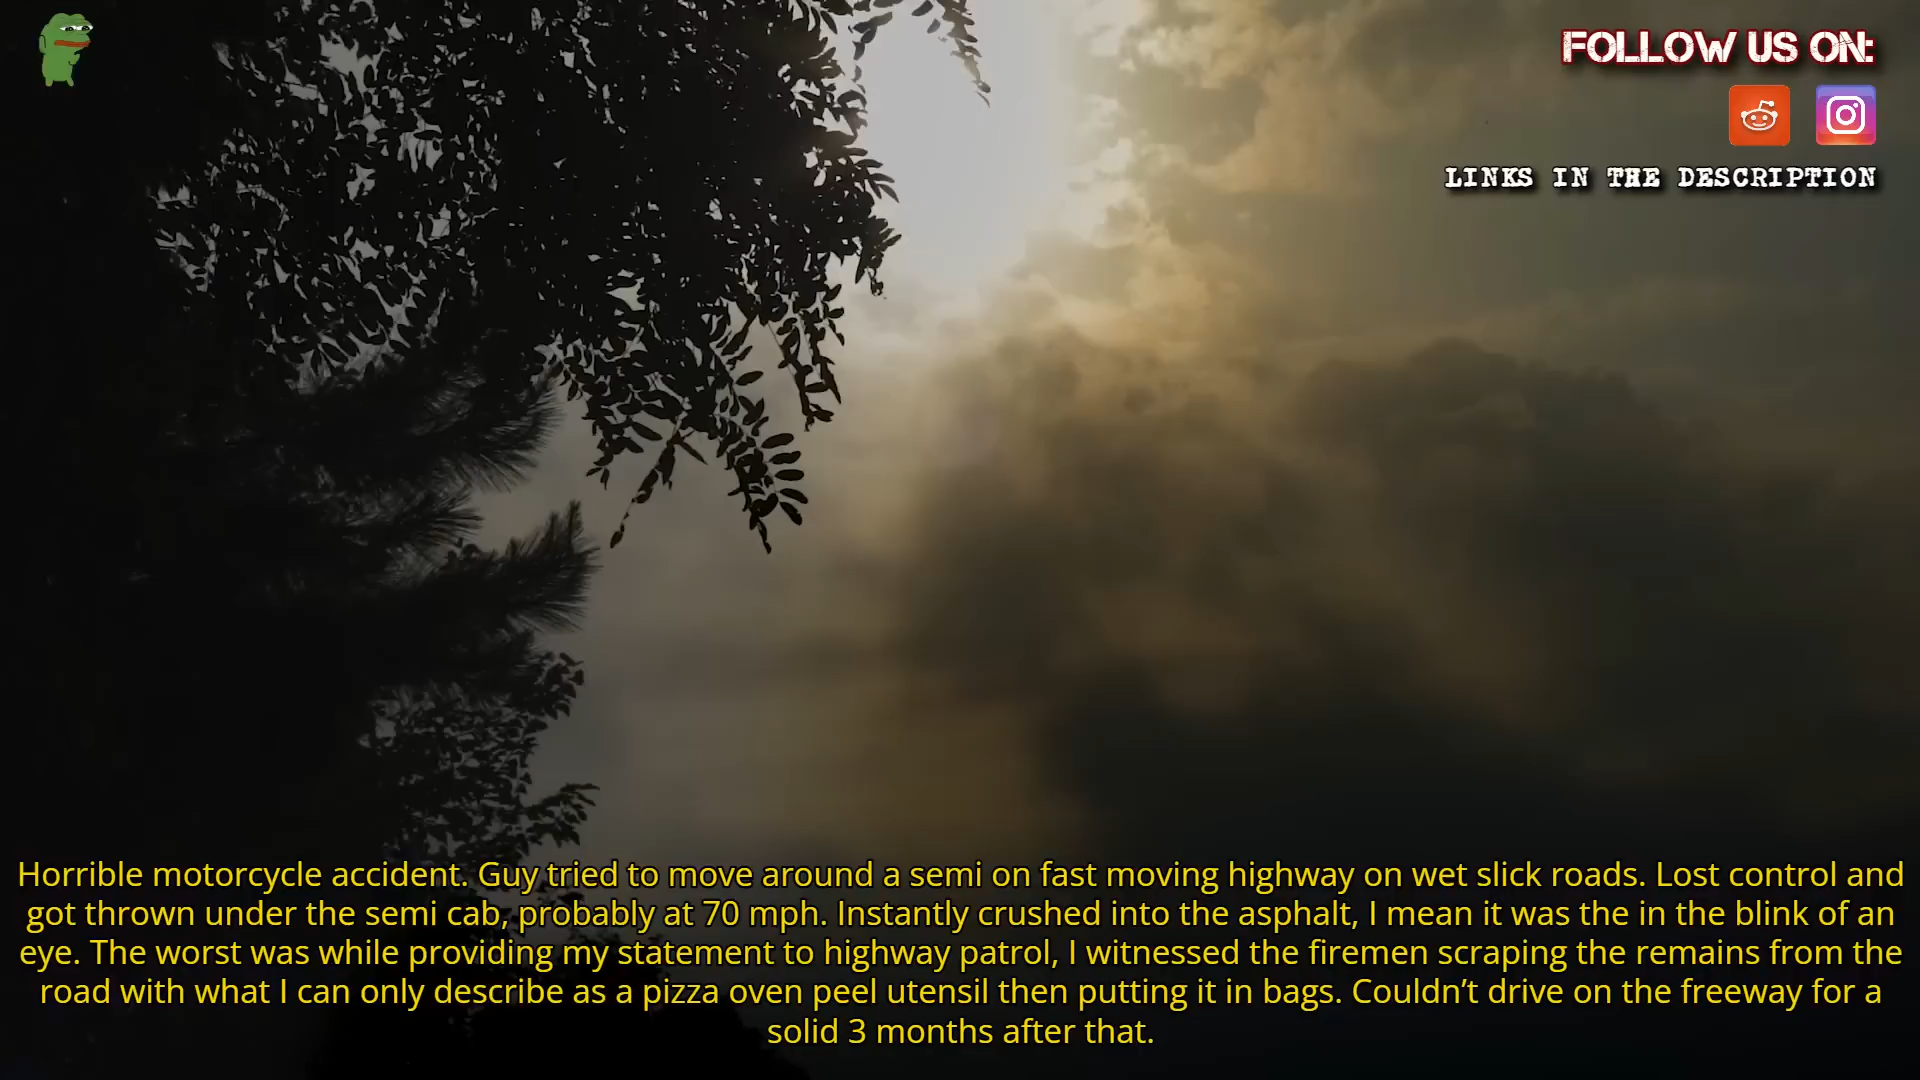 FOLLOW US ON:
LINKS IN THE DESCRIPTION
Horrible motorcycle accident. Guy tried to move around a semi on fast moving highway on wet slick roads. Lost control and
got thrown under the semi cab, probably at 70 mph. Instantly crushed into the asphalt, I mean it was the in the blink of an
eye. The worst was while providing my statement to highway patrol, I witnessed the firemen scraping the remains from the
road with what I can only describe as a pizza oven peel utensil then putting it in bags. Couldn’t drive on the freeway for a
solid 3 months after that.